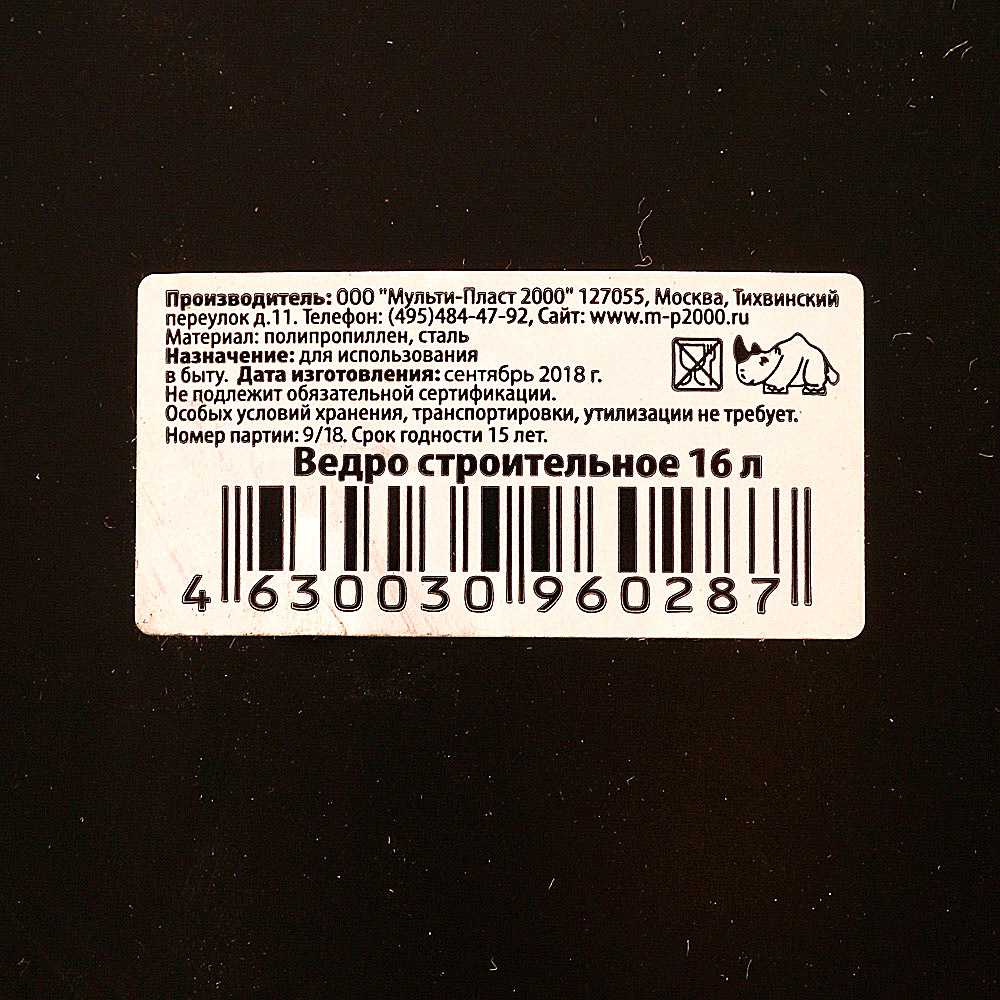 Производитель: ООО "Мульти-Пласт 2000" 127055, Москва, Тихвинский
переулок д.11. Телефон: (495)484-47-92, Сайт: www.m-p2000.ru
Материал: полипропиллен, сталь
Назначение: для использования
в быту. Дата изготовления: сентябрь 2018 г.
Не подлежит обязательной сертификации.
Особых условий хранения, транспортировки, утилизации не требует.
Номер партии: 9/18. Срок годности 15 лет.
Ведро строительное 16 л
4 630030 960287